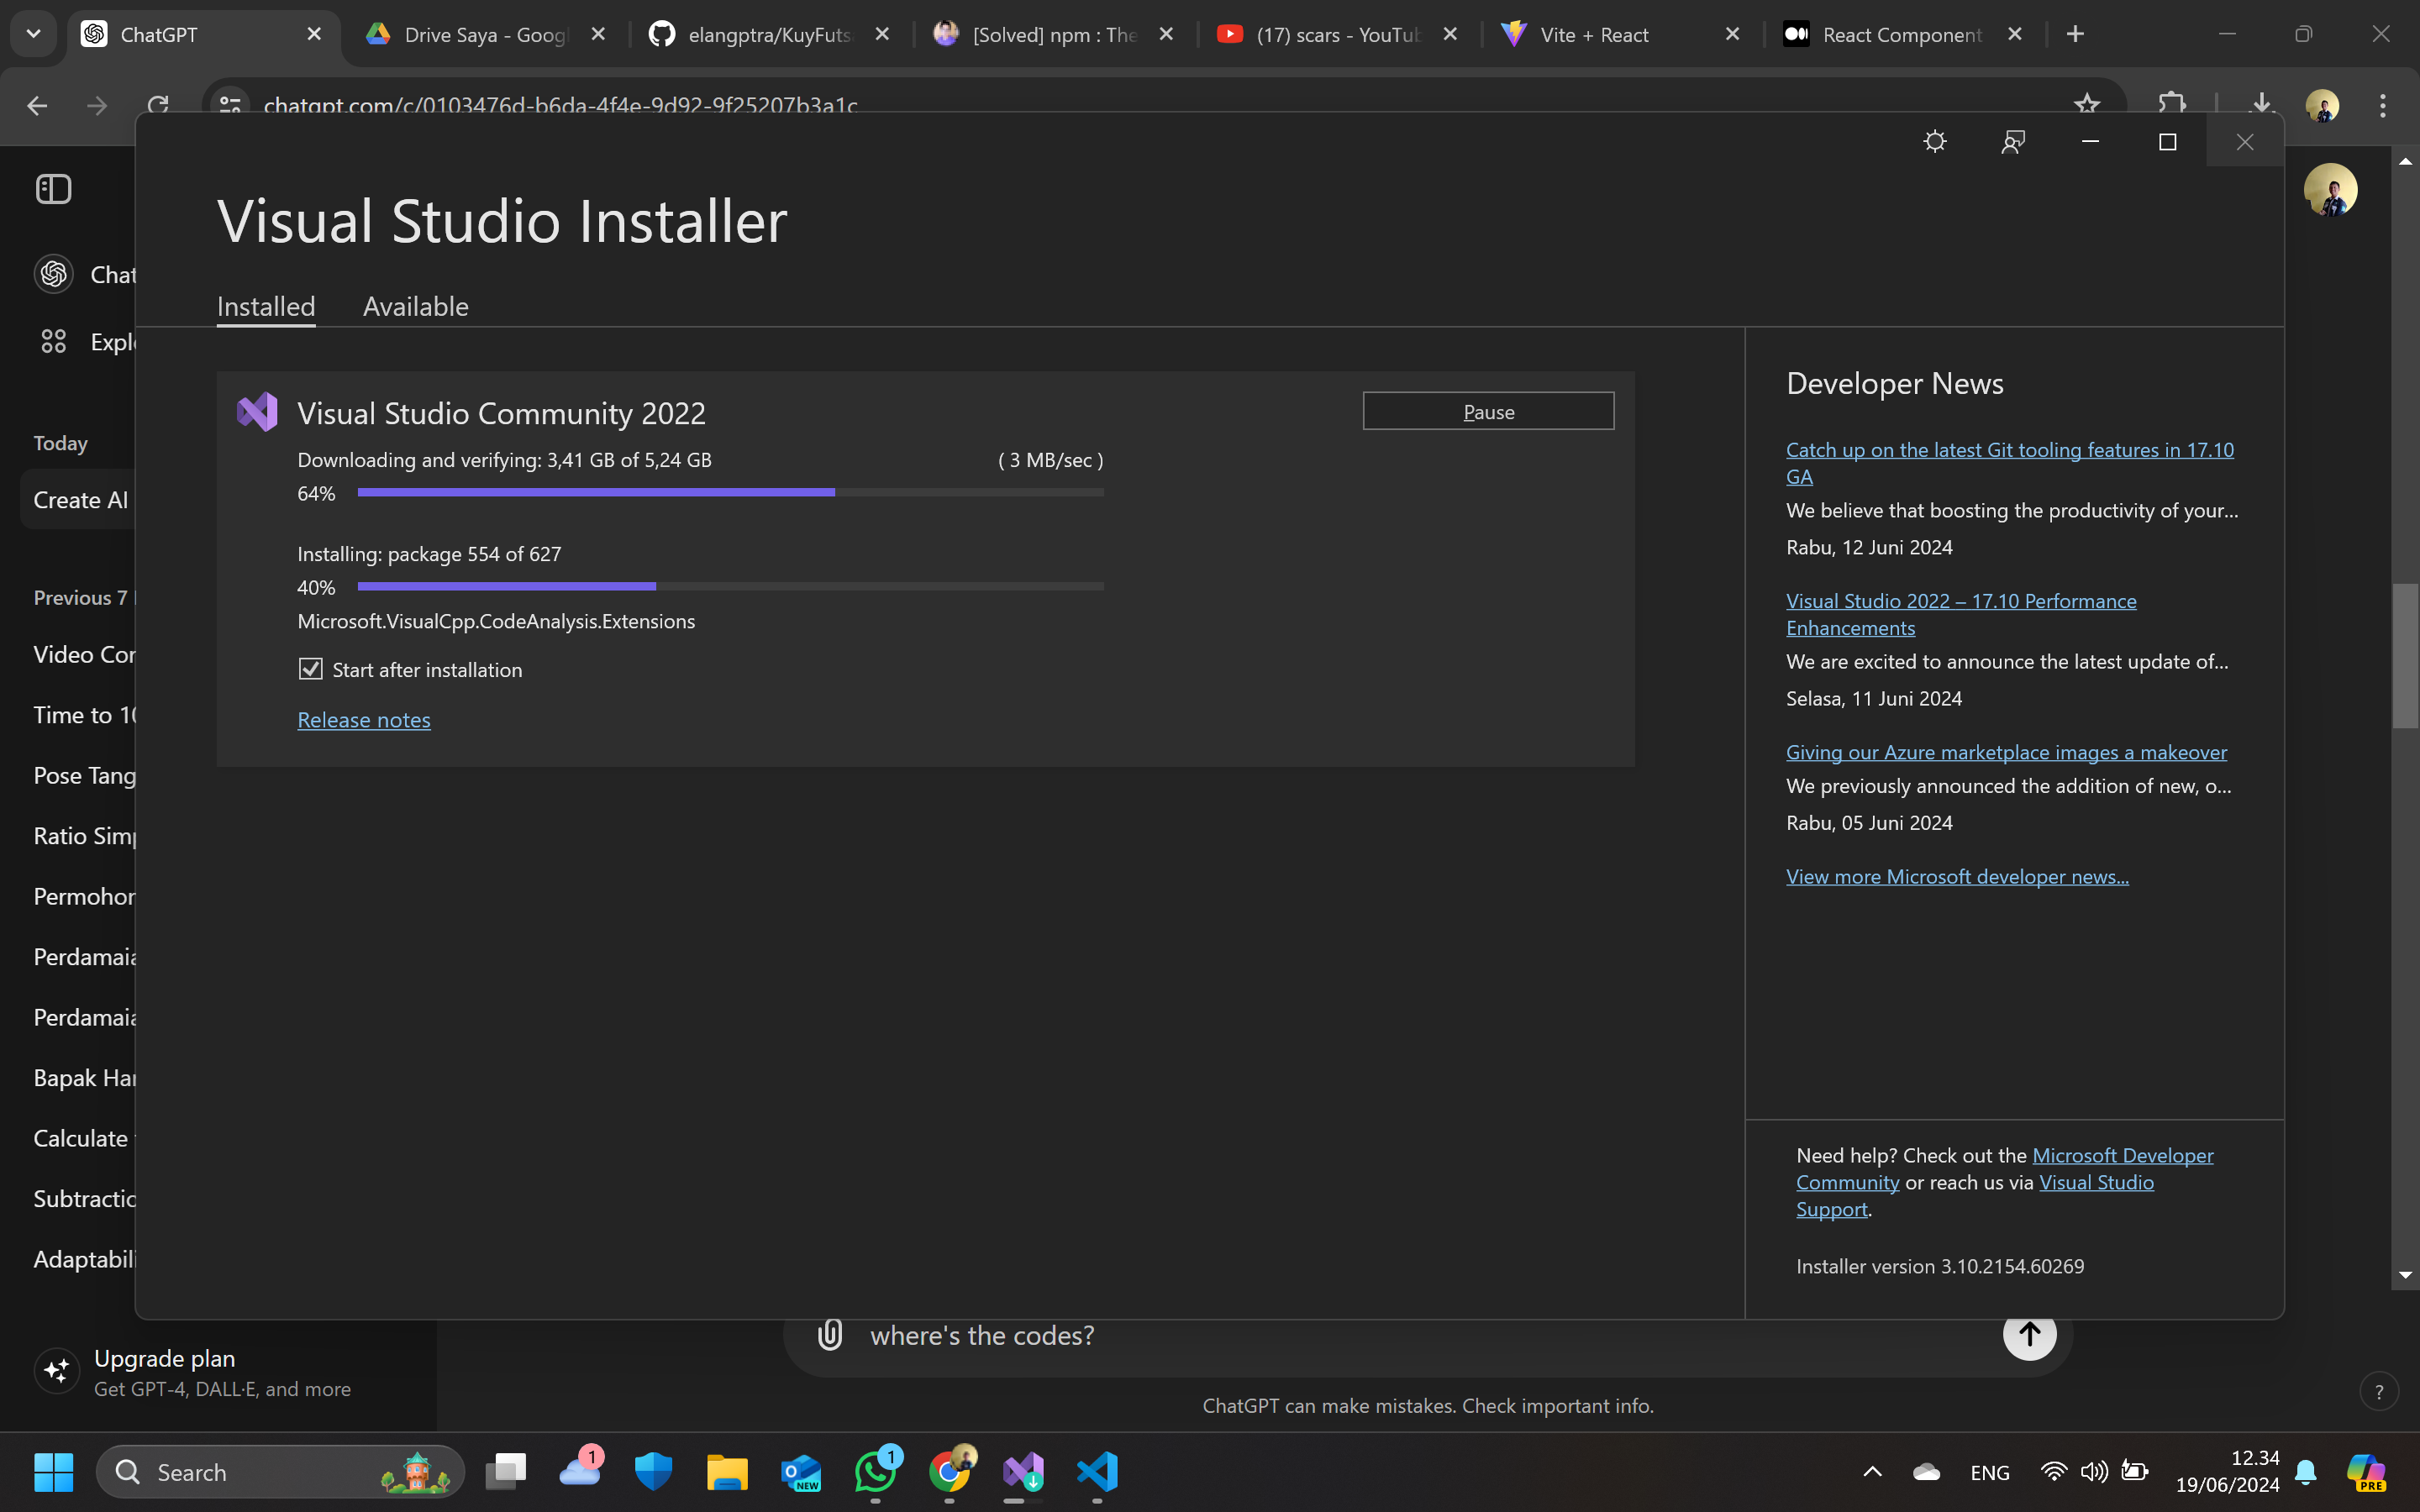 ChatGPT
Drive Saya - Goog
elangptra/KuyFuts
[Solved] npm : The
(17) scars - YouTub
Vite + React
React Component
chatgpt.com/c/0103476d-b6da-4f4e-9d92-9f25207b3a1c
Visual Studio Installer
Installed
Available
Visual Studio Community 2022
Pause
Downloading and verifying: 3,41 GB of 5,24 GB
( 3 MB/sec )
64%
Installing: package 554 of 627
40%
Microsoft.VisualCpp.CodeAnalysis.Extensions
Start after installation
Release notes
Developer News
Catch up on the latest Git tooling features in 17.10
GA
We believe that boosting the productivity of your...
Rabu, 12 Juni 2024
Visual Studio 2022 – 17.10 Performance
Enhancements
We are excited to announce the latest update of...
Selasa, 11 Juni 2024
Giving our Azure marketplace images a makeover
We previously announced the addition of new, o...
Rabu, 05 Juni 2024
View more Microsoft developer news...
Need help? Check out the Microsoft Developer
Community or reach us via Visual Studio
Support.
Installer version 3.10.2154.60269
Chat
Expl
Today
Create AI
Previous 7
Video Con
Time to 10
Pose Tang
Ratio Simp
Permohon
Perdamaia
Perdamaia
Bapak Har
Calculate
Subtractio
Adaptabili
Upgrade plan
Get GPT-4, DALL·E, and more
where's the codes?
ChatGPT can make mistakes. Check important info.
?
Search
1
NEW
1
ENG
12.34
19/06/2024
PRE